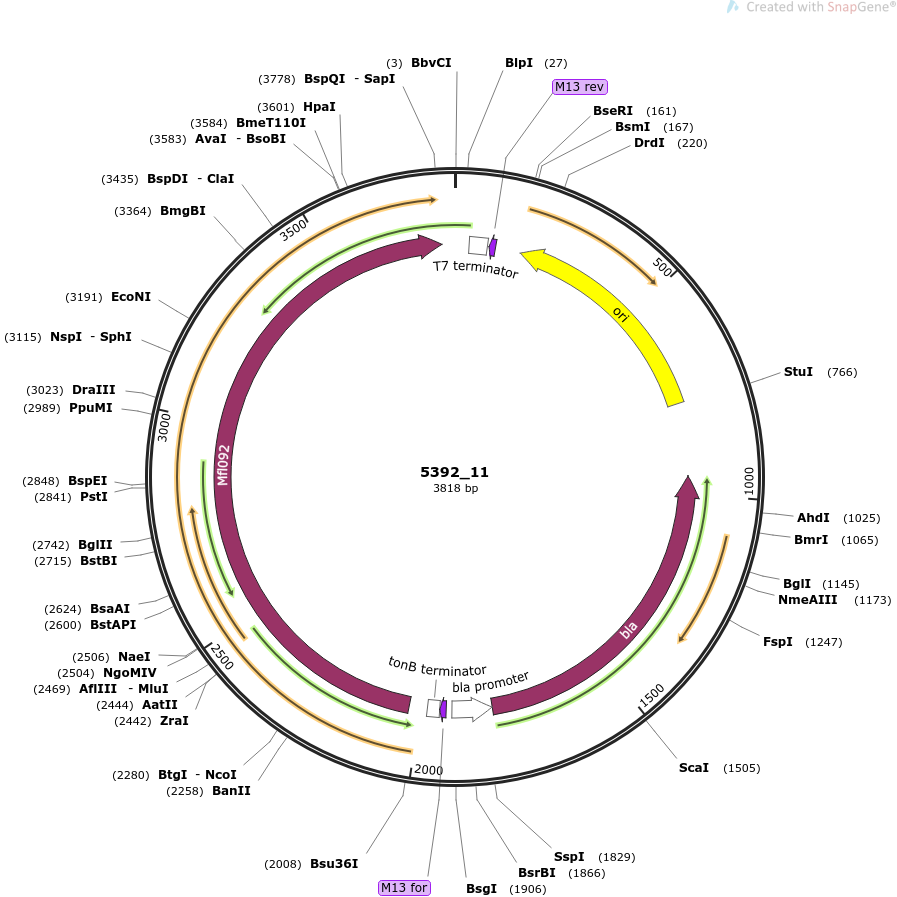 Created with SnapGene®
(3) BbvCI
BlpI (27)
(3778) BspQI - SapI
M13 rev
(3601) HpaI
BseRI (161)
(3584) BmeT110I
BsmI (167)
(3583) AvaI - BsoBI
DrdI (220)
(3435) BspDI - ClaI
(3364) BmgBI
3500
500
T7 terminator
ori
(3191) EcoNI
(3115) NspI - SphI
StuI (766)
(3023) DraIII
(2989) PpuMI
3000
Mfl092
5392_11
3818 bp
1000
(2848) BspEI
(2841) PstI
AhdI (1025)
BmrI (1065)
(2742) BglII
(2715) BstBI
BglI (1145)
NmeAIII (1173)
(2624) BsaAI
(2600) BstAPI
bla
FspI (1247)
(2506) NaeI
(2504) NgoMIV
2500
tonB terminator
bla promoter
(2469) AflIII - MluI
(2444) AatII
(2442) ZraI
1500
2000
(2280) BtgI - NcoI
(2258) BanII
ScaI (1505)
(2008) Bsu36I
SspI (1829)
BsrBI (1866)
M13 for
BsgI (1906)